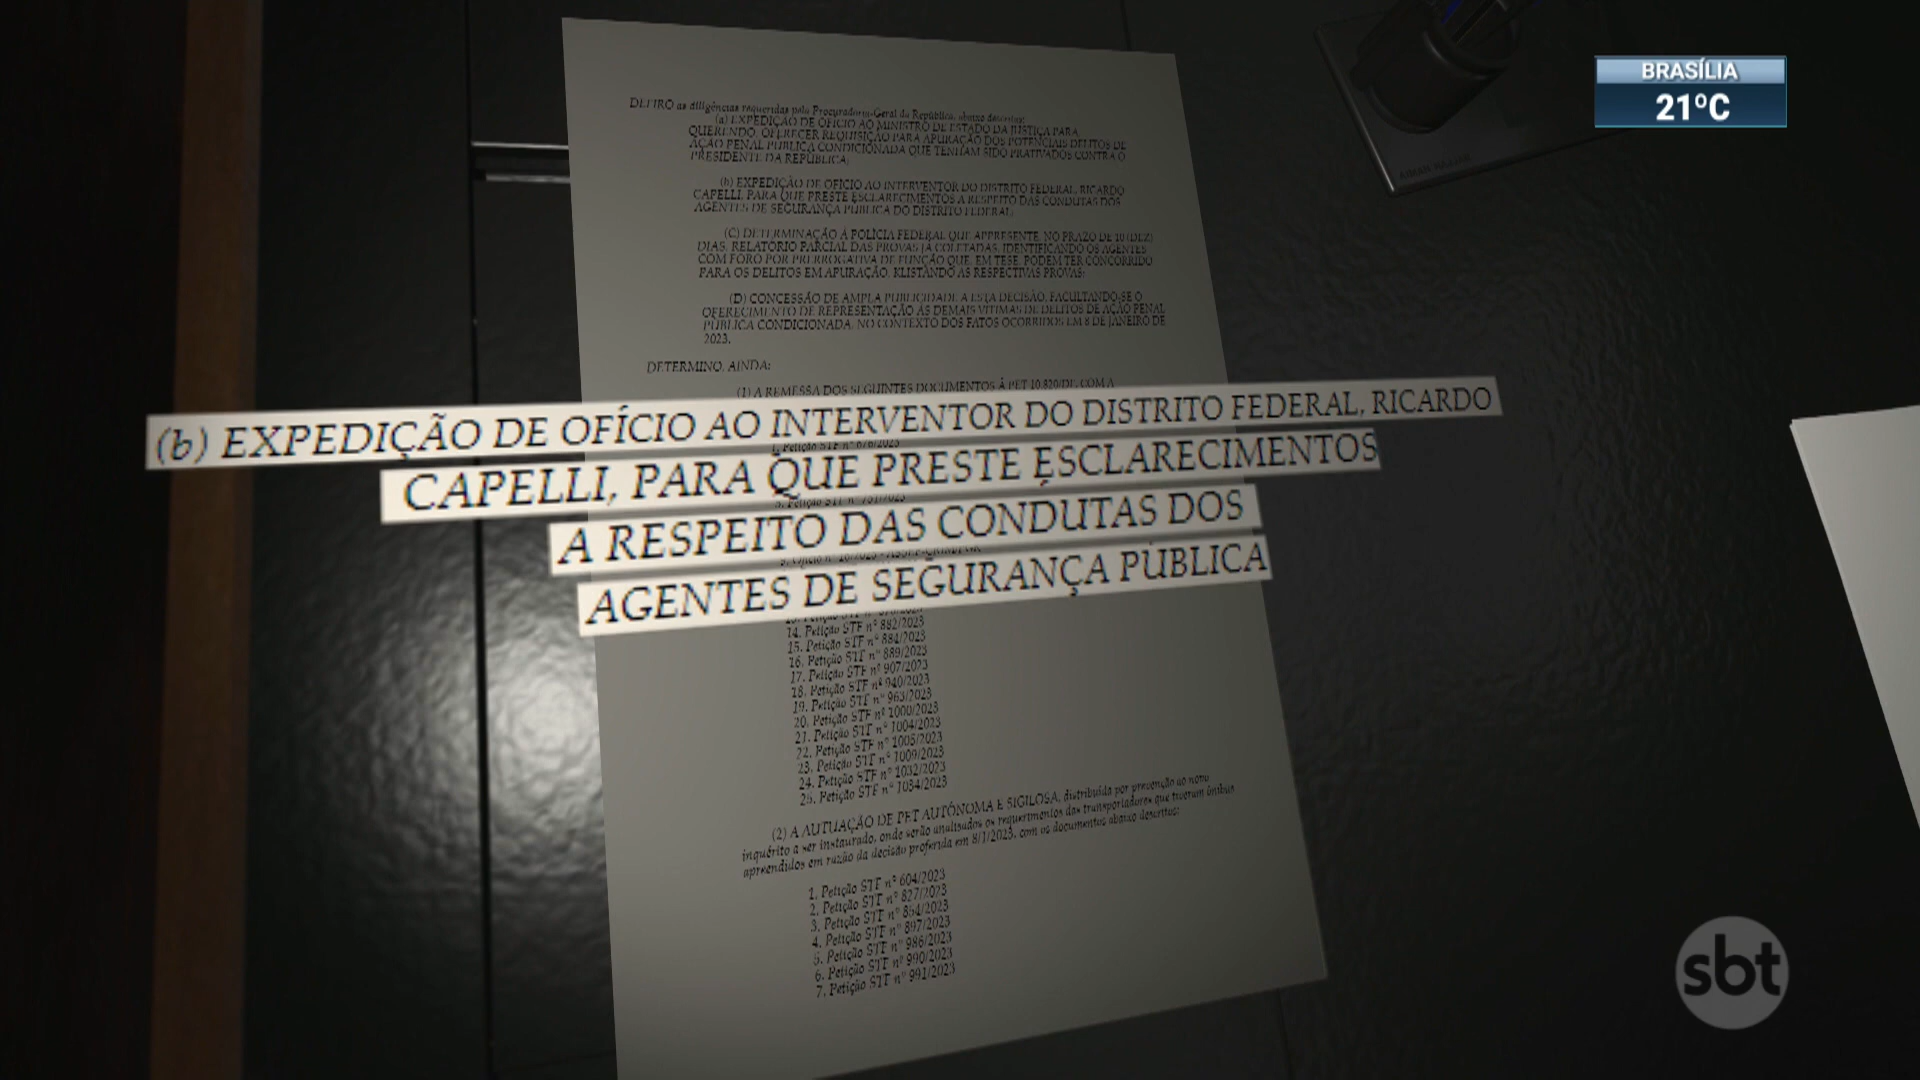 BRASÍLIA
21ºC
DEFIRO as diligências requeridas pela Procuradoria-Geral da República, abaixo descritas:
(a) EXPEDIÇÃO DE OFÍCIO AO MINISTRO DE ESTADO DA JUSTIÇA PARA
QUERENDO, OFERECER REQUISIÇÃO PARA APURAÇÃO DOS POTENCIAIS DELITOS DE
AÇÃO PENAL PÚBLICA CONDICIONADA QUE TENHAM SIDO PRATIVADOS CONTRA O
PRESIDENTE DA REPÚBLICA;
(b) EXPEDIÇÃO DE OFÍCIO AO INTERVENTOR DO DISTRITO FEDERAL, RICARDO
CAPELLI, PARA QUE PRESTE ESCLARECIMENTOS A RESPEITO DAS CONDUTAS DOS
AGENTES DE SEGURANÇA PÚBLICA DO DISTRITO FEDERAL;
(C) DETERMINAÇÃO À POLÍCIA FEDERAL QUE APPRESENTE, NO PRAZO DE 10 (DEZ)
DIAS, RELATÓRIO PARCIAL DAS PROVAS JÁ COLETADAS, IDENTIFICANDO OS AGENTES
COM FORO POR PRERROGATIVA DE FUNÇÃO QUE, EM TESE, PODEM TER CONCORRIDO
PARA OS DELITOS EM APURAÇÃO, KLISTANDO AS RESPECTIVAS PROVAS;
(D) CONCESSÃO DE AMPLA PUBLICIDADE A ESTA DECISÃO, FACULTANDO-SE O
OFERECIMENTO DE REPRESENTAÇÃO ÀS DEMAIS VÍTIMAS DE DELITOS DE AÇÃO PENAL
PÚBLICA CONDICIONADA, NO CONTEXTO DOS FATOS OCORRIDOS EM 8 DE JANEIRO DE
2023.
DETERMINO, AINDA:
(1) A REMESSA DOS SEGUINTES DOCUMENTOS À PET 10.820/DF, COM A
(b) EXPEDIÇÃO DE OFÍCIO AO INTERVENTOR DO DISTRITO FEDERAL, RICARDO
CAPELLI, PARA QUE PRESTE ESCLARECIMENTOS
A RESPEITO DAS CONDUTAS DOS
AGENTES DE SEGURANÇA PÚBLICA
14. Petição STF nº 882/2023
15. Petição STF nº 884/2023
16. Petição STF nº 889/2023
17. Petição STF nº 907/2023
18. Petição STF nº 940/2023
19. Petição STF nº 963/2023
20. Petição STF nº 1000/2023
21. Petição STF nº 1004/2023
22. Petição STF nº 1005/2023
23. Petição STF nº 1009/2023
24. Petição STF nº 1032/2023
25. Petição STF nº 1034/2023
(2) A AUTUAÇÃO DE PET AUTÔNOMA E SIGILOSA, distribuída por prevenção ao novo
inquérito a ser instaurado, onde serão analisados os requerimentos das transportadores que tiveram ônibus
apreendidos em razão da decisão proferida em 8/1/2023, com os documentos abaixo descritos:
1. Petição STF nº 604/2023
2. Petição STF nº 827/2023
3. Petição STF nº 854/2023
4. Petição STF nº 897/2023
5. Petição STF nº 986/2023
6. Petição STF nº 990/2023
7. Petição STF nº 991/2023
sbt